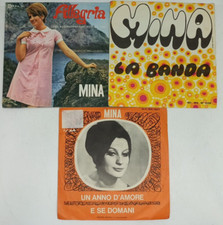 Allegria
MINA
MINA
LA BANDA
MINA
UN ANNO D'AMORE
E SE DOMANI